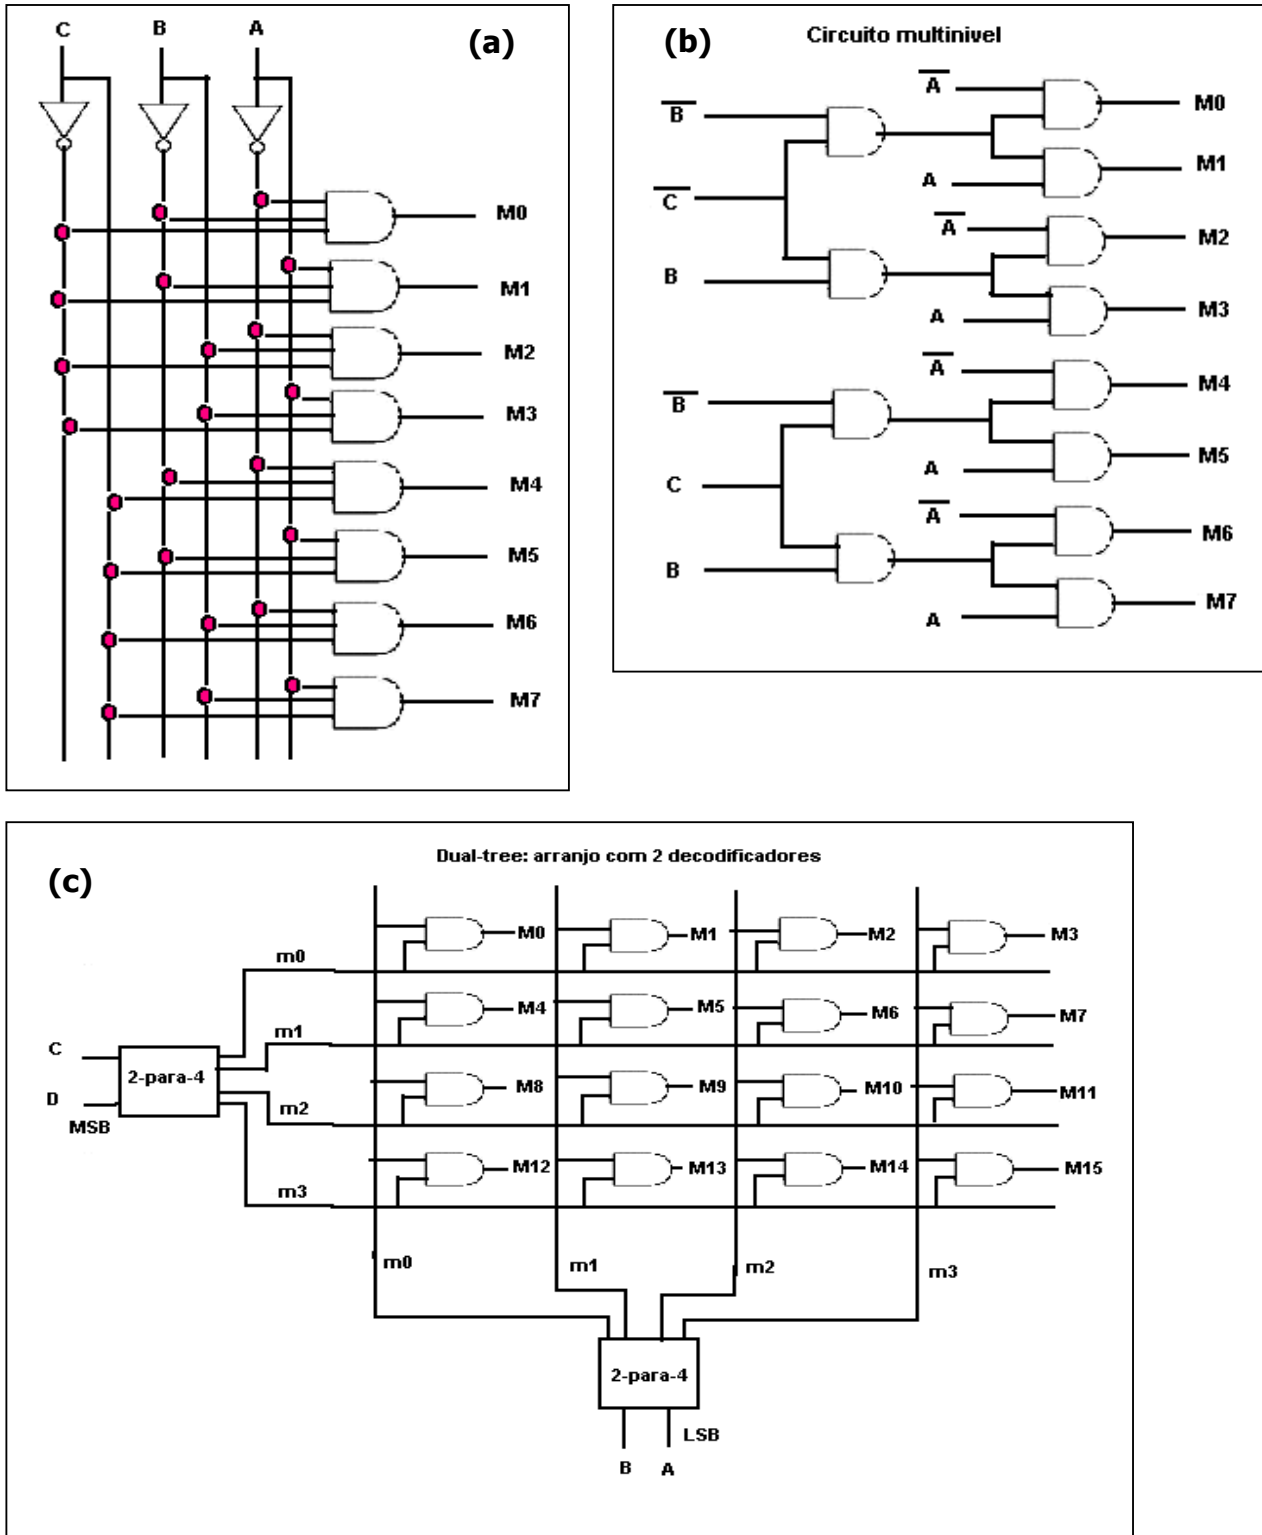 C B A (a)
M0
M1
M2
M3
M4
M5
M6
M7
(b) Circuito multinivel
A
B
M0
M1
A
C
A
M2
B
M3
A
A
M4
B
M5
A
C
A
M6
B
M7
A
Dual-tree: arranjo com 2 decodificadores
(c)
M0 M1 M2 M3
m0
M4 M5 M6 M7
m1
C
2-para-4
M8 M9 M10 M11
D
m2
MSB
M12 M13 M14 M15
m3
m0 m1 m2 m3
2-para-4
LSB
B A